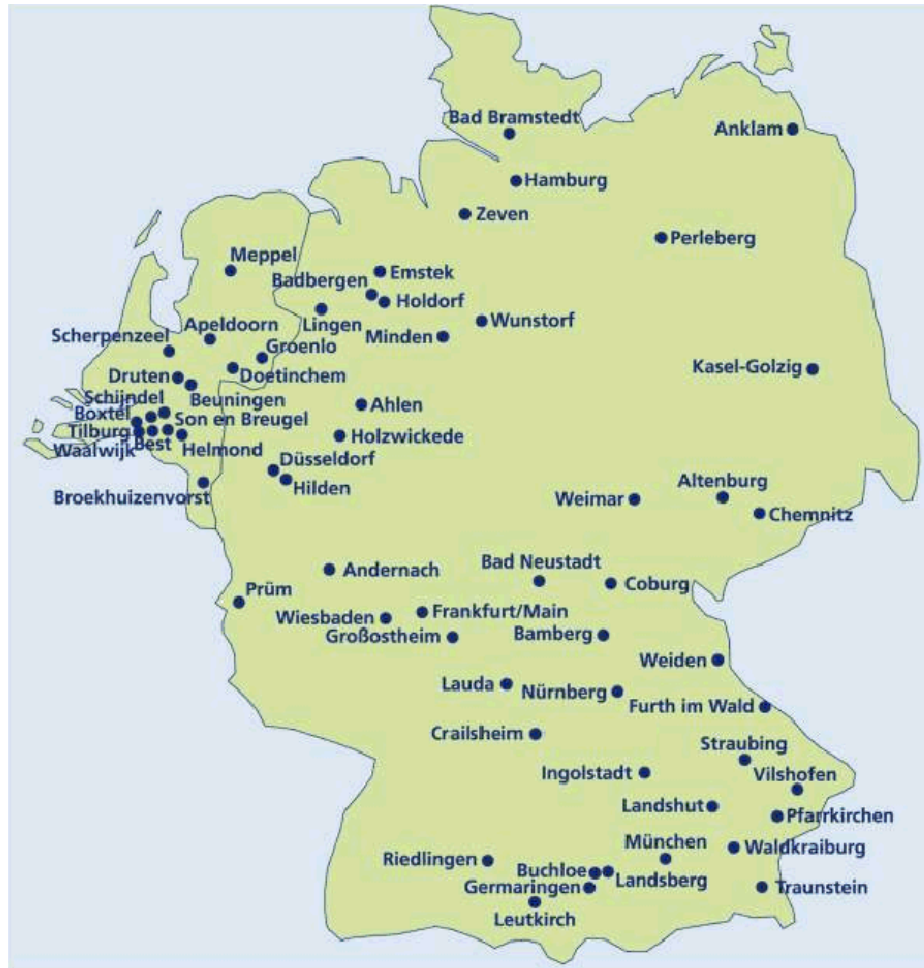 Bad Bramstedt
Anklam
Hamburg
Zeven
Perleberg
Meppel
Emstek
Badbergen
Holdorf
Lingen
Wunstorf
Apeldoorn
Minden
Scherpenzeel
Groenlo
Kasel-Golzig
Druten
Doetinchem
Beuningen
Schijndel
Ahlen
Boxtel
Son en Breugel
Tilburg
Best
Holzwickede
Waalwijk
Helmond
Düsseldorf
Hilden
Broekhuizenvorst
Altenburg
Weimar
Chemnitz
Bad Neustadt
Andernach
Coburg
Prüm
Frankfurt/Main
Wiesbaden
Großostheim
Bamberg
Weiden
Lauda
Nürnberg
Furth im Wald
Crailsheim
Straubing
Ingolstadt
Vilshofen
Landshut
Pfarrkirchen
München
Waldkraiburg
Riedlingen
Buchloe
Landsberg
Germaringen
Traunstein
Leutkirch